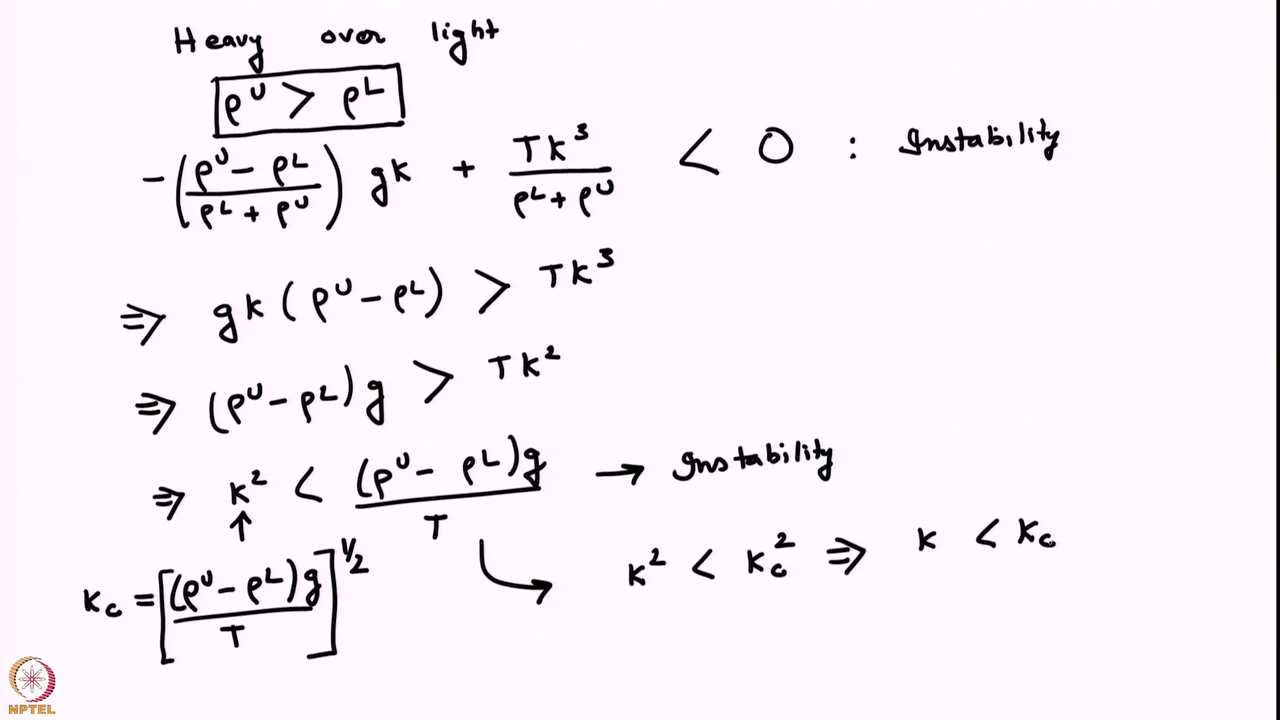 Heavy over light
ρᵁ > ρᴸ
-(ρᵁ - ρᴸ / ρᴸ + ρᵁ) gk + Tk³ / ρᴸ + ρᵁ < 0 : Instability
⇒ gk (ρᵁ - ρᴸ) > Tk³
⇒ (ρᵁ - ρᴸ) g > Tk²
⇒ k² < (ρᵁ - ρᴸ)g / T → Instability
↑
k² < k_c² ⇒ k < k_c
k_c = [(ρᵁ - ρᴸ)g / T]^1/2
NPTEL